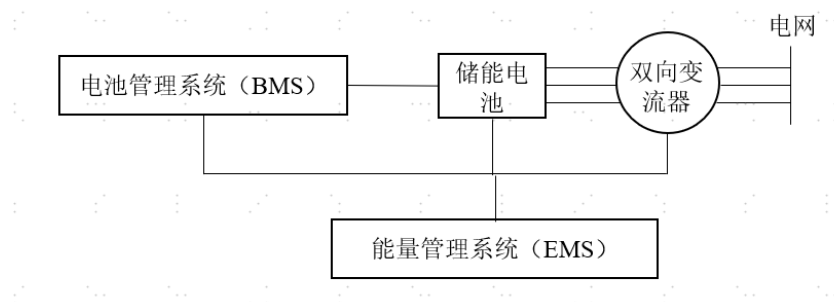 电网
电池管理系统（BMS）
储能电
池
双向变
流器
能量管理系统（EMS）